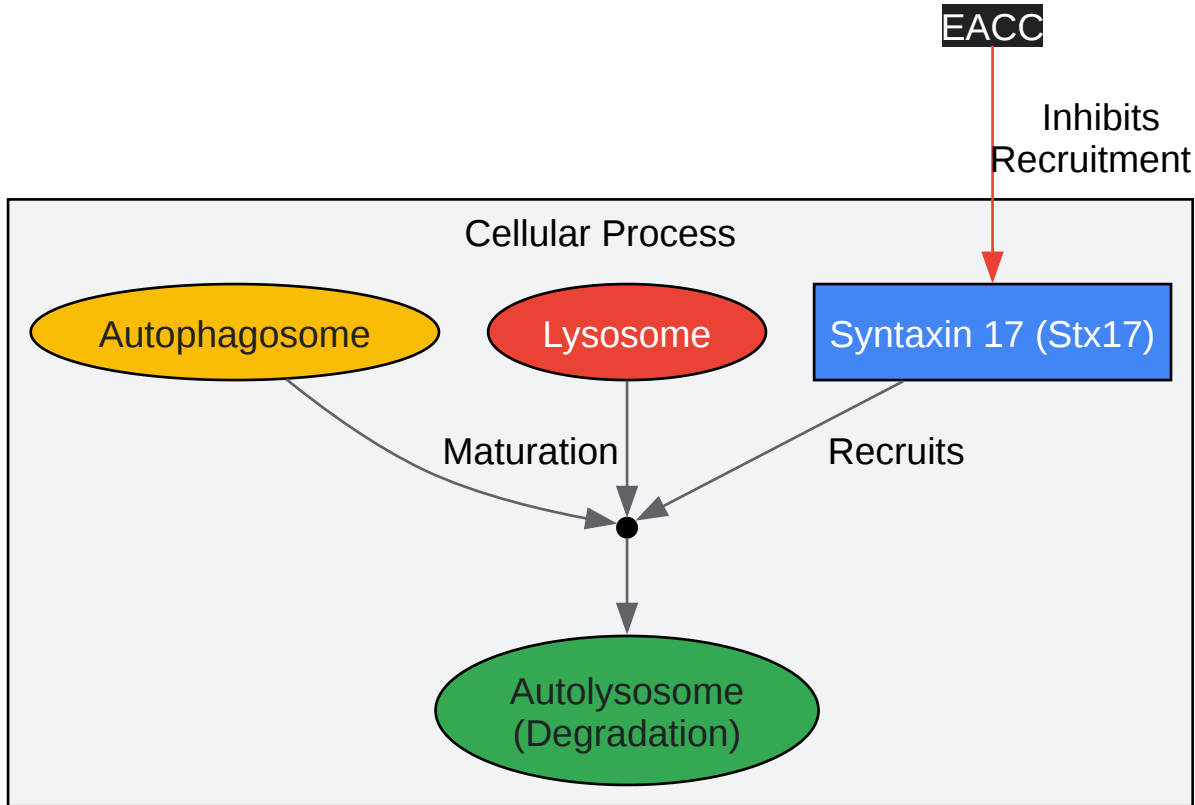 EACC
Inhibits
Recruitment
Cellular Process
Autophagosome
Lysosome
Syntaxin 17 (Stx17)
Maturation
Recruits
Autolysosome
(Degradation)